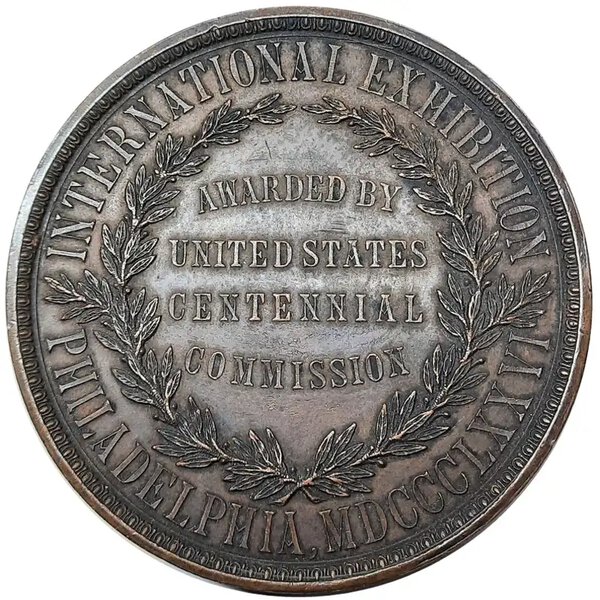 INTERNATIONAL EXHIBITION
AWARDED BY
UNITED STATES
CENTENNIAL
COMMISSION
PHILADELPHIA, MDCCCLXXVI